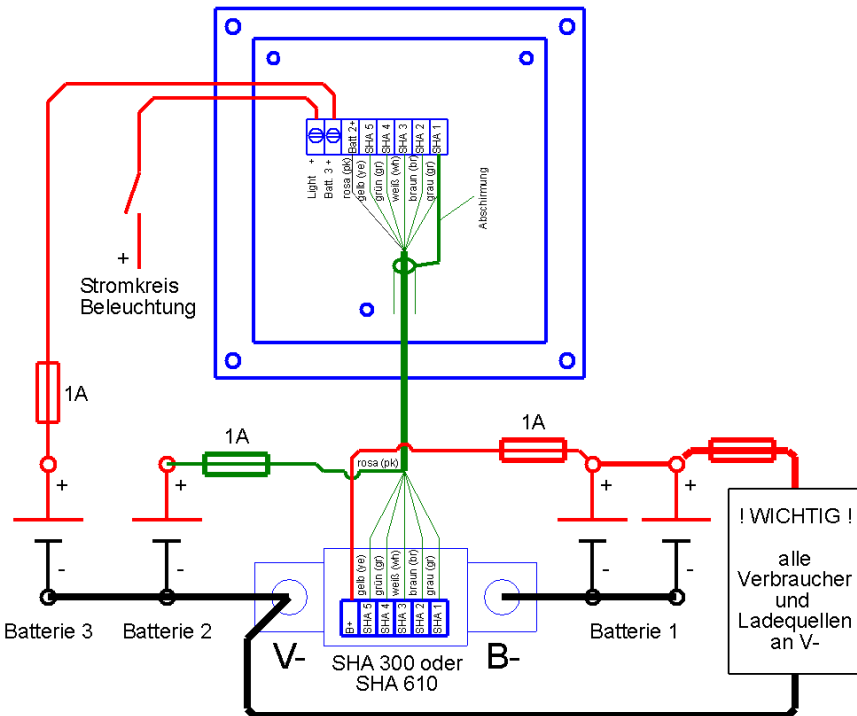 Batt 2+
SHA 5
SHA 4
SHA 3
SHA 2
SHA 1
Light +
Batt. 3 +
rosa (pk)
gelb (ye)
grün (gr)
weiß (wh)
braun (br)
grau (gr)
Abschirmung
+
Stromkreis
Beleuchtung
1A
1A
rosa (pk)
1A
+
+
+
+
-
-
-
-
! WICHTIG !
alle
Verbraucher
und
Ladequellen
an V-
gelb (ye)
grün (gr)
weiß (wh)
braun (br)
grau (gr)
B+
SHA 5
SHA 4
SHA 3
SHA 2
SHA 1
Batterie 3
Batterie 2
V-
SHA 300 oder
SHA 610
B-
Batterie 1